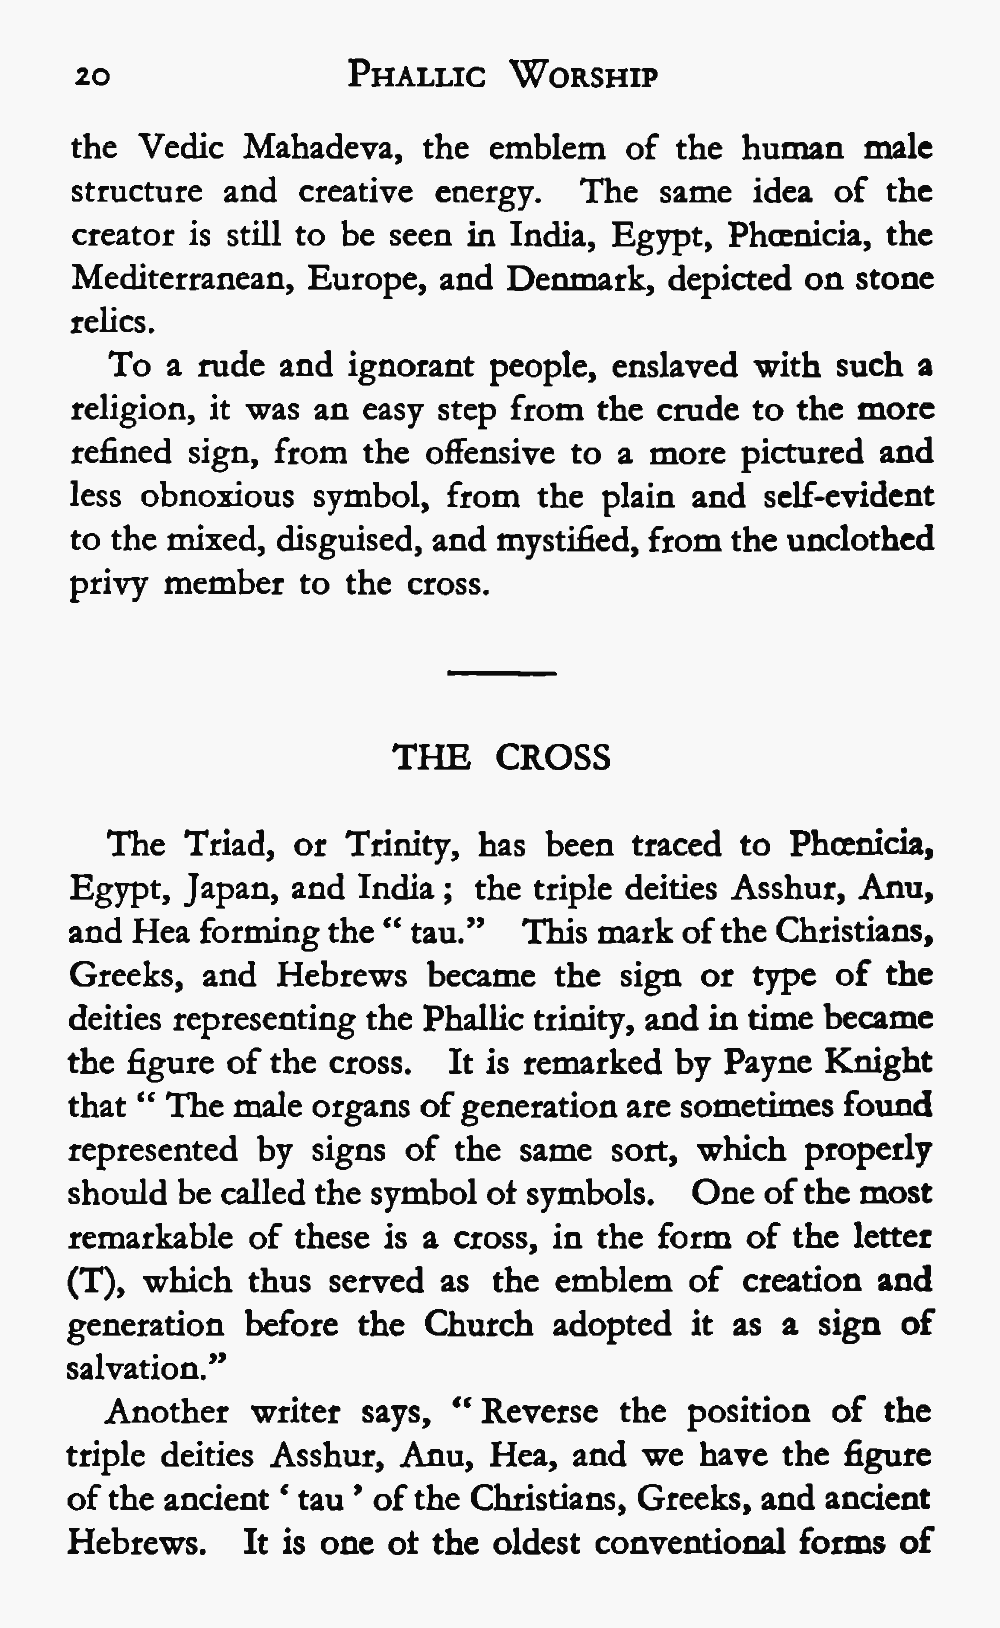 20 PHALLIC WORSHIP
the Vedic Mahadeva, the emblem of the human male
structure and creative energy. The same idea of the
creator is still to be seen in India, Egypt, Phœnicia, the
Mediterranean, Europe, and Denmark, depicted on stone
relics.
To a rude and ignorant people, enslaved with such a
religion, it was an easy step from the crude to the more
refined sign, from the offensive to a more pictured and
less obnoxious symbol, from the plain and self-evident
to the mixed, disguised, and mystified, from the unclothed
privy member to the cross.
THE CROSS
The Triad, or Trinity, has been traced to Phœnicia,
Egypt, Japan, and India ; the triple deities Asshur, Anu,
and Hea forming the “ tau.” This mark of the Christians,
Greeks, and Hebrews became the sign or type of the
deities representing the Phallic trinity, and in time became
the figure of the cross. It is remarked by Payne Knight
that “ The male organs of generation are sometimes found
represented by signs of the same sort, which properly
should be called the symbol of symbols. One of the most
remarkable of these is a cross, in the form of the letter
(T), which thus served as the emblem of creation and
generation before the Church adopted it as a sign of
salvation.”
Another writer says, “ Reverse the position of the
triple deities Asshur, Anu, Hea, and we have the figure
of the ancient ‘ tau ’ of the Christians, Greeks, and ancient
Hebrews. It is one of the oldest conventional forms of